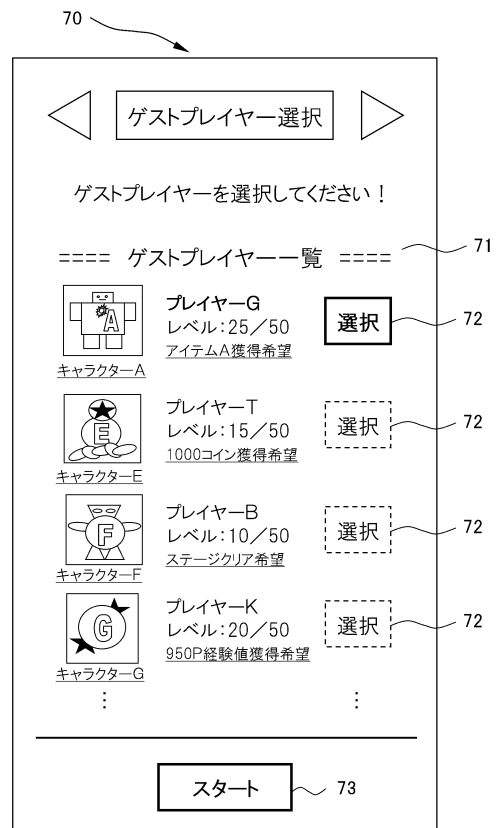 70
ゲストプレイヤー選択
ゲストプレイヤーを選択してください！
==== ゲストプレイヤー一覧 ====
71
A
プレイヤーG
レベル：25／50
アイテムA獲得希望
キャラクターA
選択
72
E
プレイヤーT
レベル：15／50
1000コイン獲得希望
キャラクターE
選択
72
F
プレイヤーB
レベル：10／50
ステージクリア希望
キャラクターF
選択
72
G
プレイヤーK
レベル：20／50
950P経験値獲得希望
キャラクターG
選択
72
⋮ ⋮
スタート
73